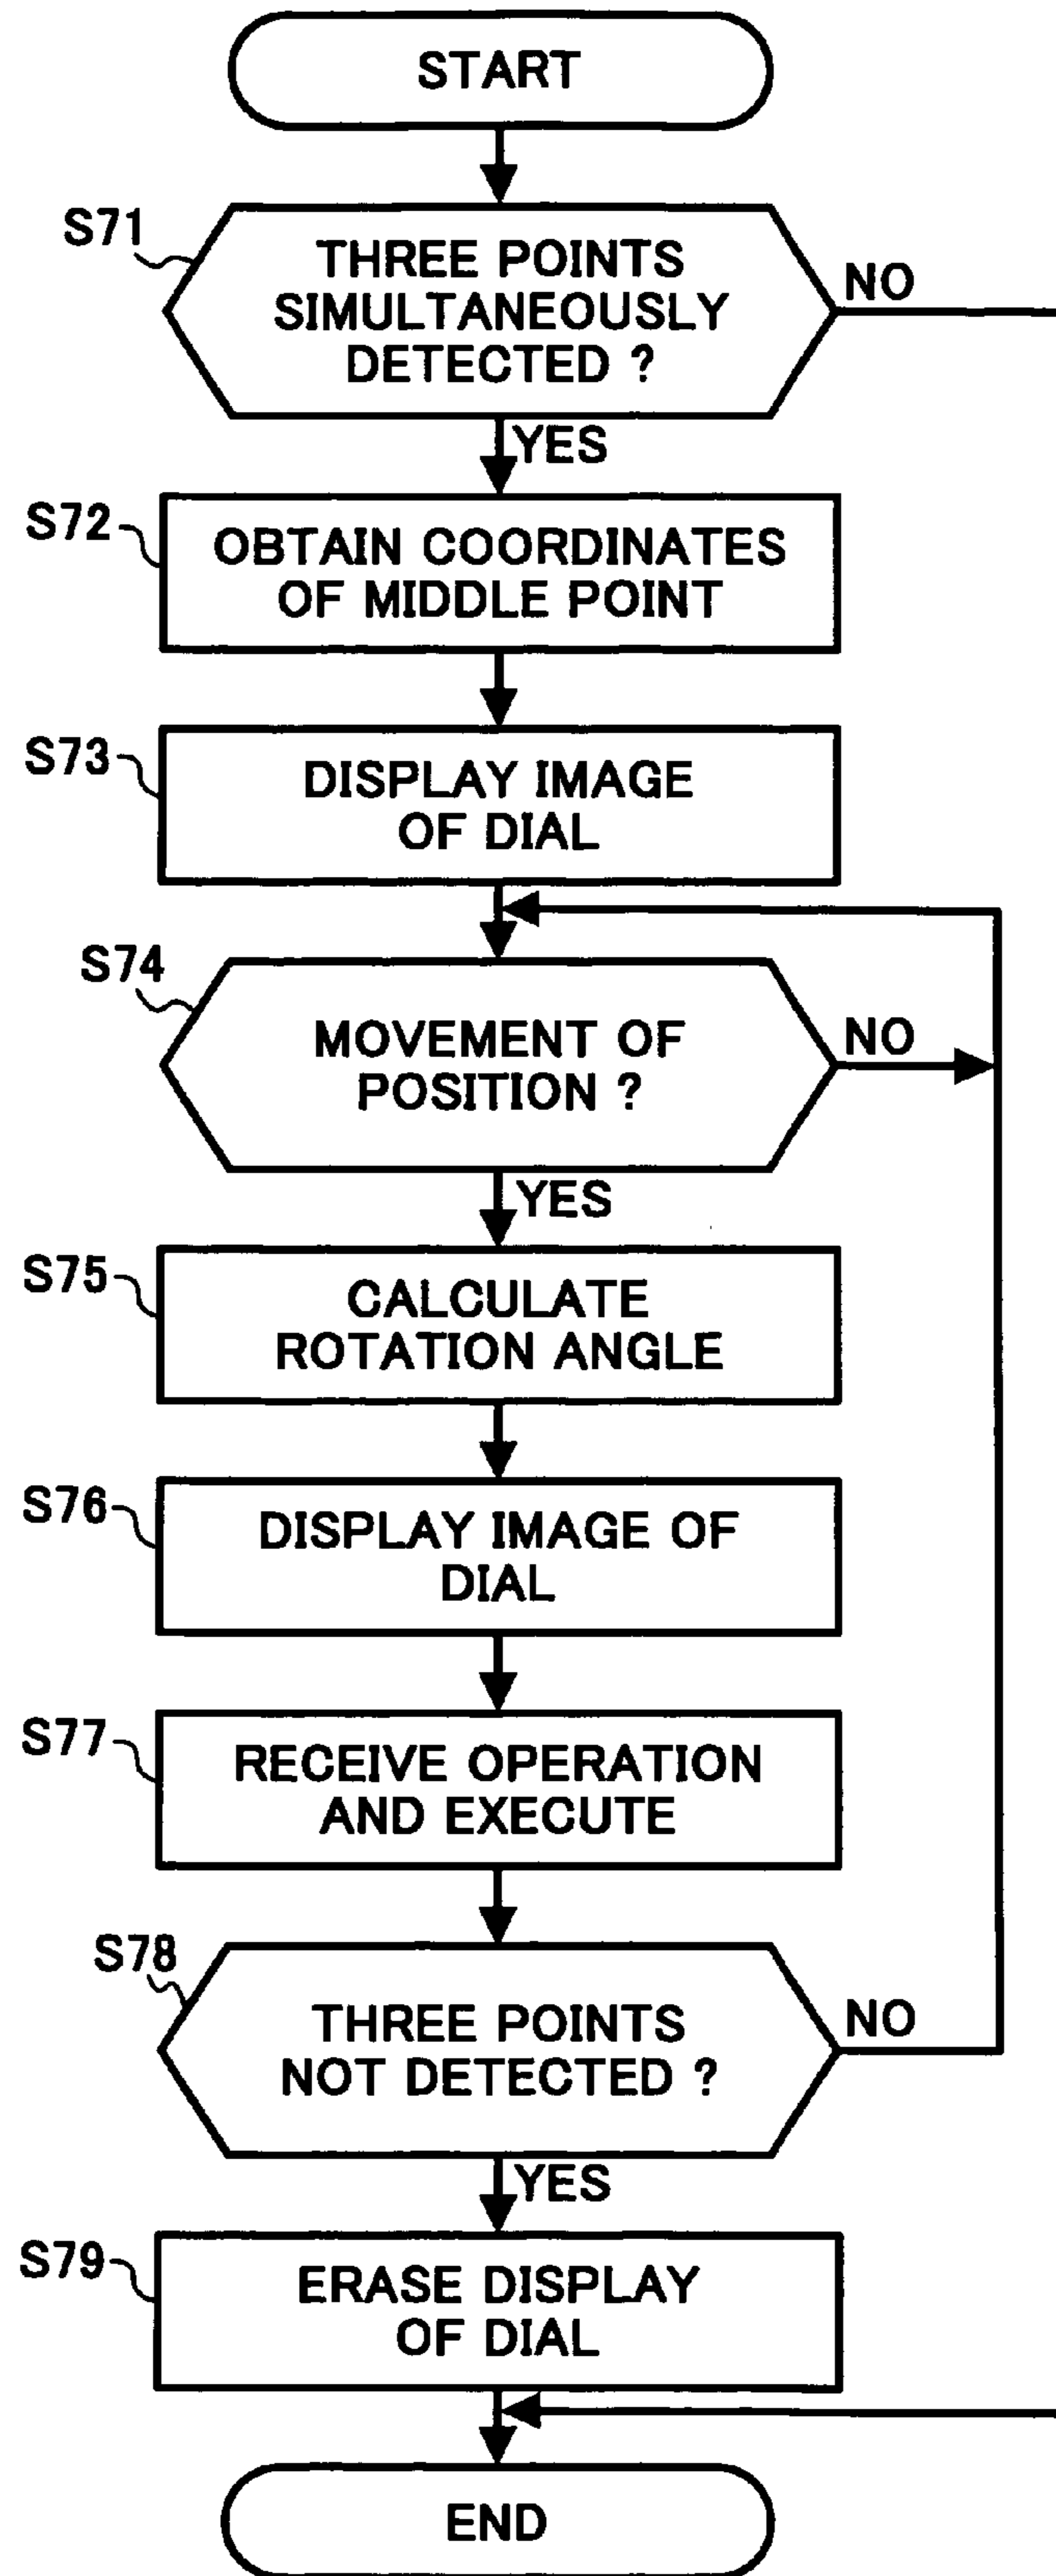 START
S71
THREE POINTS
SIMULTANEOUSLY
DETECTED ?
NO
YES
S72
OBTAIN COORDINATES
OF MIDDLE POINT
S73
DISPLAY IMAGE
OF DIAL
S74
MOVEMENT OF
POSITION ?
NO
YES
S75
CALCULATE
ROTATION ANGLE
S76
DISPLAY IMAGE OF
DIAL
S77
RECEIVE OPERATION
AND EXECUTE
S78
THREE POINTS
NOT DETECTED ?
NO
YES
S79
ERASE DISPLAY
OF DIAL
END